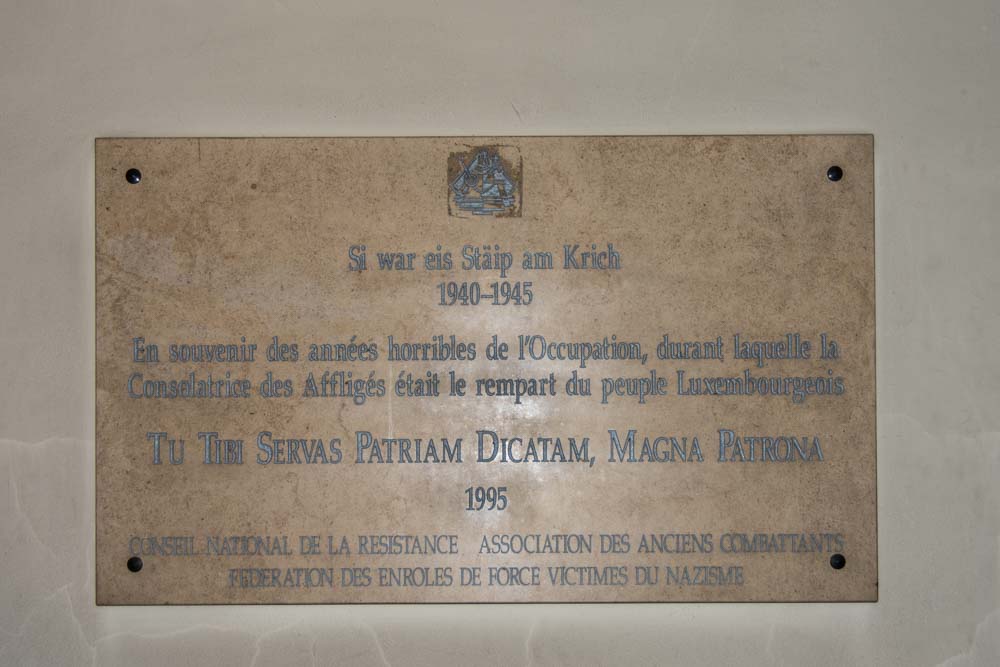 Si war eis Stäip am Krich
1940–1945
En souvenir des années horribles de l'Occupation, durant laquelle la
Consolatrice des Affligés était le rempart du peuple Luxembourgeois
TU TIBI SERVAS PATRIAM DICATAM, MAGNA PATRONA
1995
CONSEIL NATIONAL DE LA RESISTANCE ASSOCIATION DES ANCIENS COMBATTANTS
FEDERATION DES ENROLES DE FORCE VICTIMES DU NAZISME